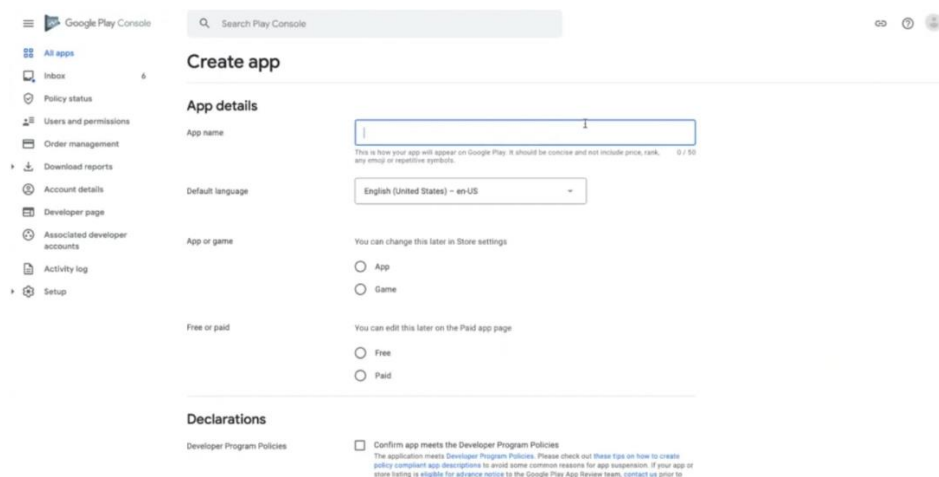 Google Play Console
Search Play Console
All apps
Inbox 6
Policy status
Users and permissions
Order management
Download reports
Account details
Developer page
Associated developer
accounts
Activity log
Setup
Create app
App details
App name
This is how your app will appear on Google Play. It should be concise and not include price, rank, 0 / 50
any emoji or repetitive symbols.
Default language
English (United States) – en-US
App or game
You can change this later in Store settings
App
Game
Free or paid
You can edit this later on the Paid app page
Free
Paid
Declarations
Developer Program Policies
Confirm app meets the Developer Program Policies
The application meets Developer Program Policies. Please check out these tips on how to create
policy compliant app descriptions to avoid some common reasons for app suspension. If your app or
store listing is eligible for advance notice to the Google Play App Review team, contact us prior to